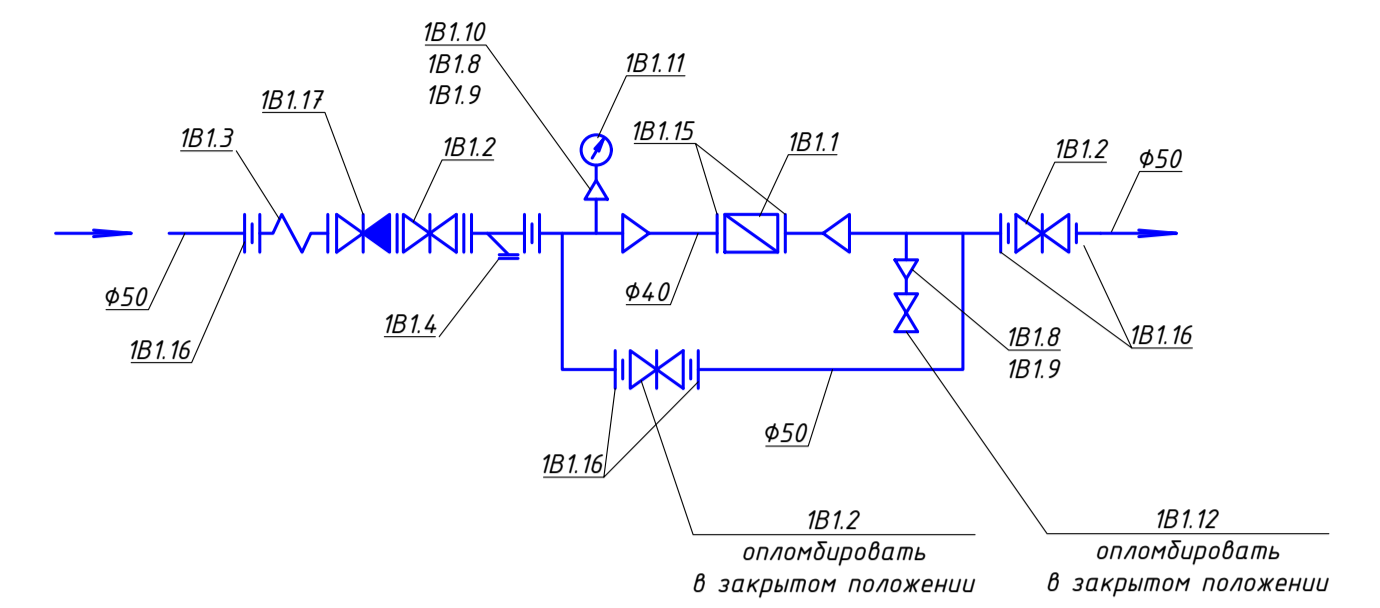 1В1.10
1В1.8
1В1.9
1В1.11
1В1.17
1В1.3
1В1.2
1В1.15
1В1.1
1В1.2
Ф50
Ф50
1В1.16
1В1.4
Ф40
1В1.8
1В1.9
1В1.16
Ф50
1В1.16
1В1.2
опломбировать
в закрытом положении
1В1.12
опломбировать
в закрытом положении